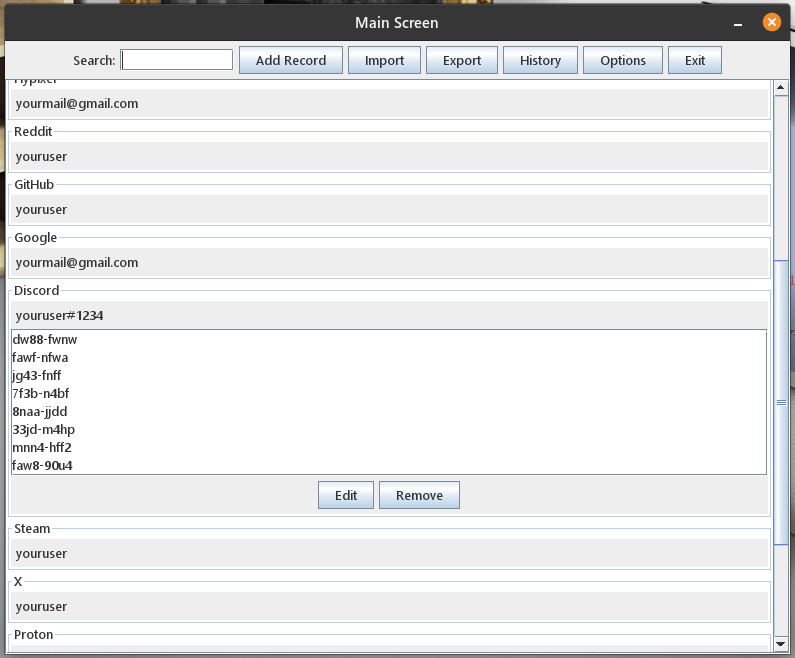 Main Screen
Search:
Add Record
Import
Export
History
Options
Exit
Hypixel
yourmail@gmail.com
Reddit
youruser
GitHub
youruser
Google
yourmail@gmail.com
Discord
youruser#1234
dw88-fwnw
fawf-nfwa
jg43-fnff
7f3b-n4bf
8naa-jjdd
33jd-m4hp
mnn4-hff2
faw8-90u4
Edit
Remove
Steam
youruser
X
youruser
Proton